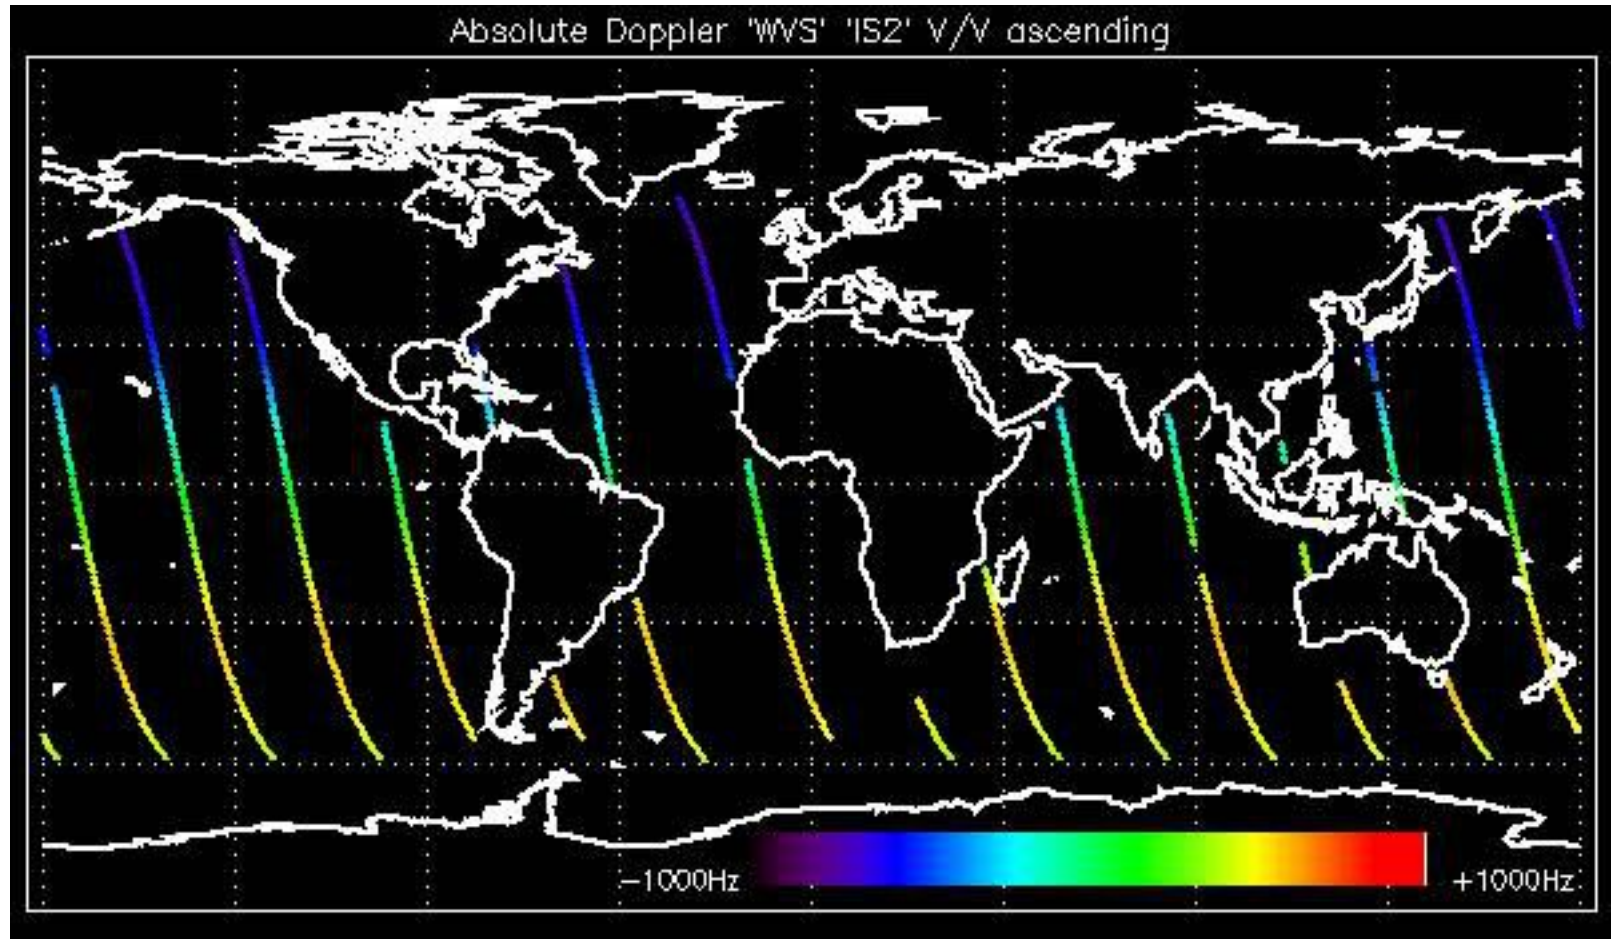 Absolute Doppler 'WVS' 'IS2' V/V ascending
−1000Hz
+1000Hz